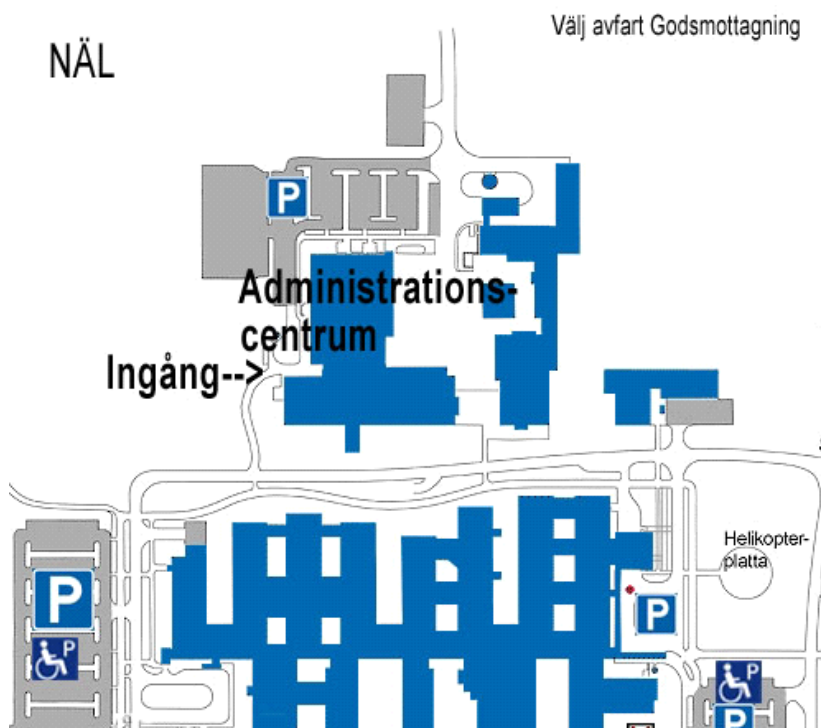 Välj avfart Godsmottagning
NÄL
P
Administrations-
centrum
Ingång-->
Helikopter-
platta
P
P
P
P
P